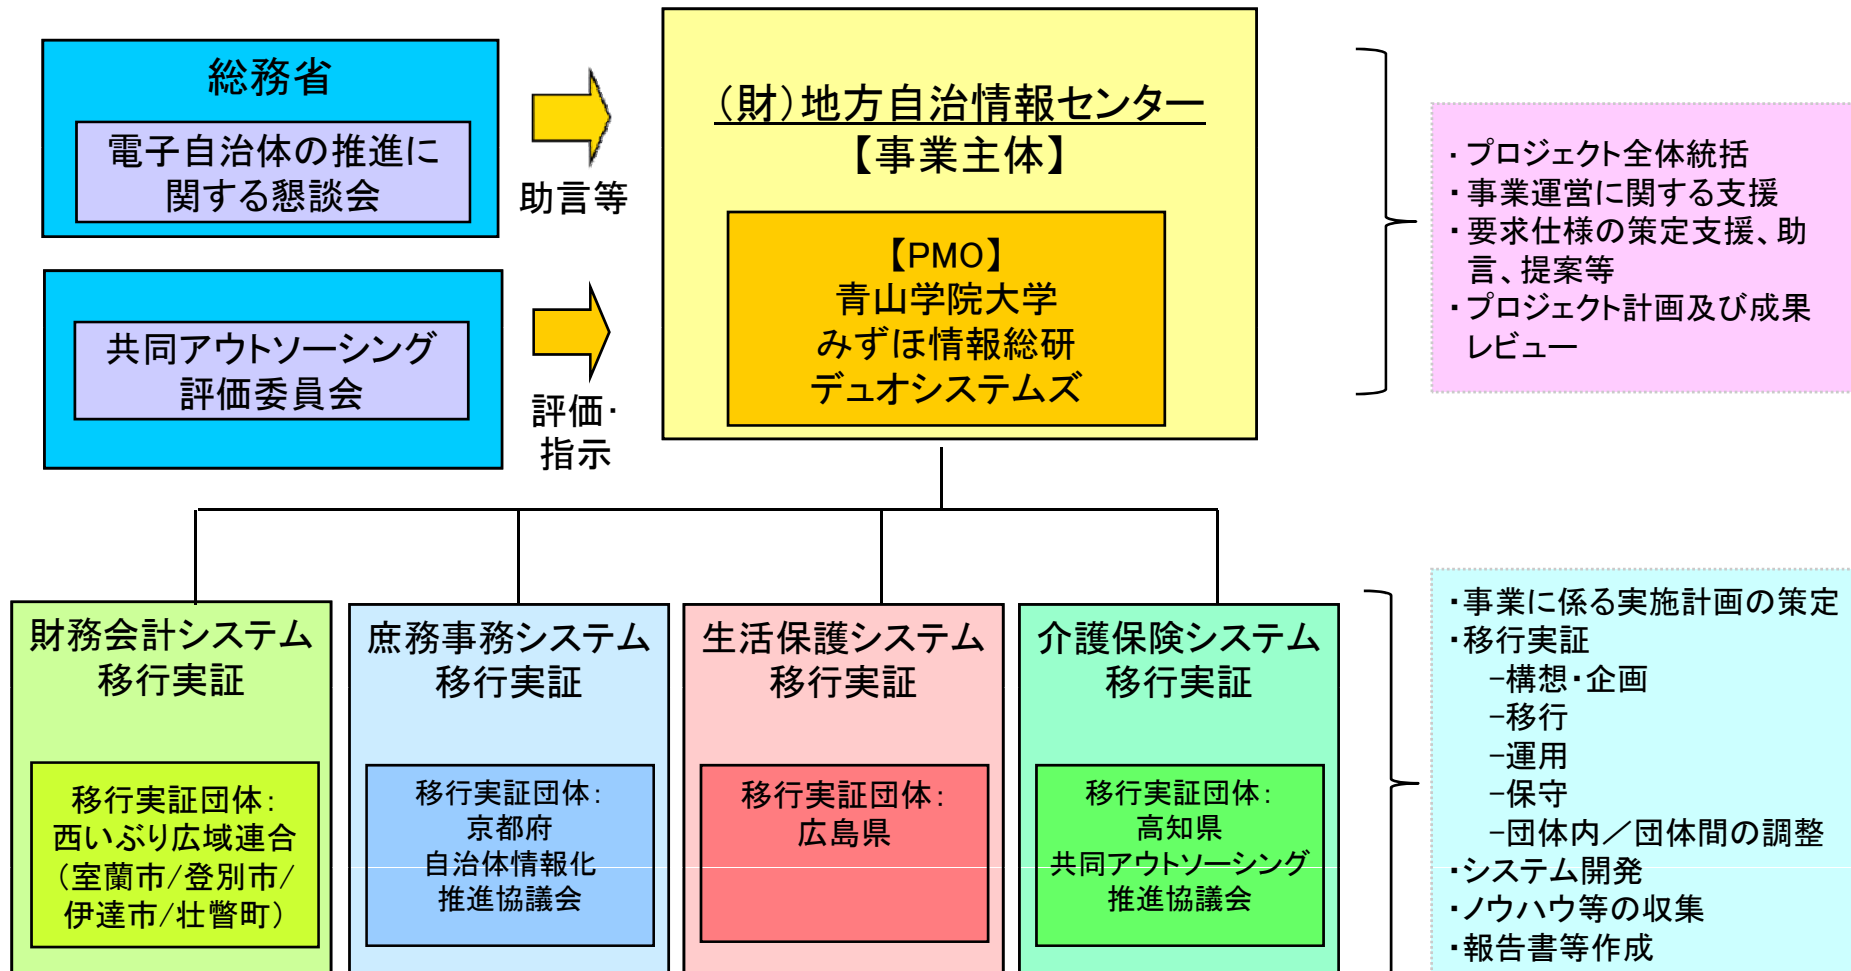 総務省
電子自治体の推進に
関する懇談会
助言等
共同アウトソーシング
評価委員会
評価・
指示
(財)地方自治情報センター
【事業主体】
【PMO】
青山学院大学
みずほ情報総研
デュオシステムズ
・プロジェクト全体統括
・事業運営に関する支援
・要求仕様の策定支援、助
言、提案等
・プロジェクト計画及び成果
レビュー
財務会計システム
移行実証
移行実証団体：
西いぶり広域連合
(室蘭市/登別市/
伊達市/壮瞥町)
庶務事務システム
移行実証
移行実証団体：
京都府
自治体情報化
推進協議会
生活保護システム
移行実証
移行実証団体：
広島県
介護保険システム
移行実証
移行実証団体：
高知県
共同アウトソーシング
推進協議会
・事業に係る実施計画の策定
・移行実証
−構想・企画
−移行
−運用
−保守
−団体内／団体間の調整
・システム開発
・ノウハウ等の収集
・報告書等作成